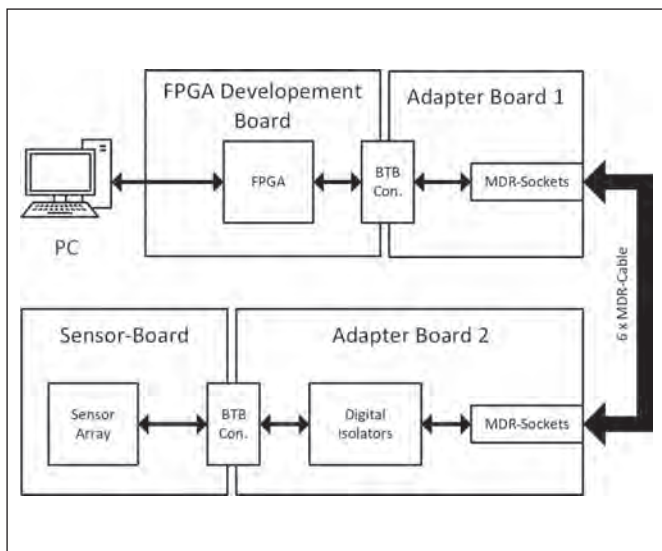 FPGA Developement
Board
Adapter Board 1
FPGA
BTB
Con.
MDR-Sockets
PC
6 x MDR-Cable
Sensor-Board
Adapter Board 2
Sensor
Array
BTB
Con.
Digital
Isolators
MDR-Sockets